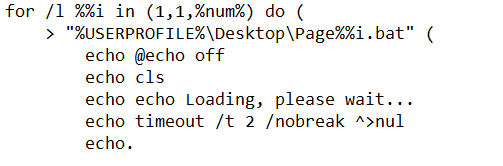 for /l %%i in (1,1,%num%) do (
    > "%USERPROFILE%\Desktop\Page%%i.bat" (
        echo @echo off
        echo cls
        echo echo Loading, please wait...
        echo timeout /t 2 /nobreak ^>nul
        echo.